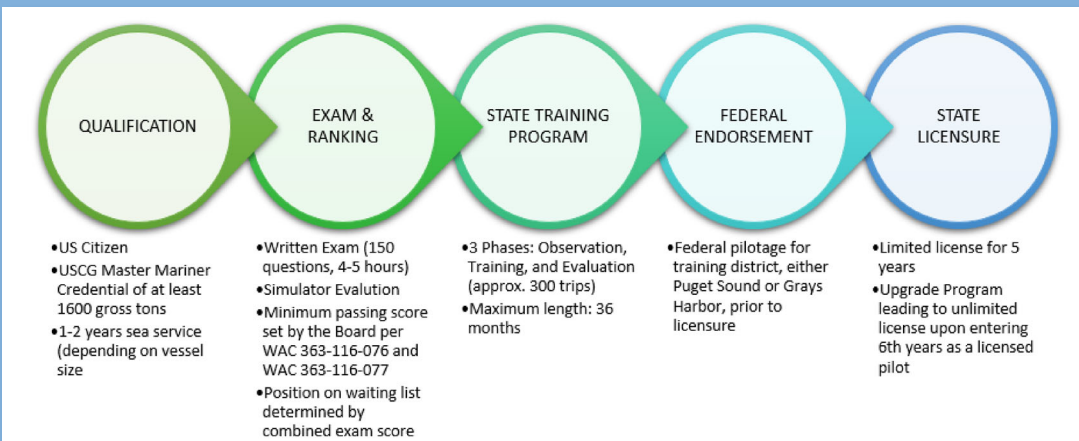 QUALIFICATION
EXAM &
RANKING
STATE TRAINING
PROGRAM
FEDERAL
ENDORSEMENT
STATE
LICENSURE
•US Citizen
•USCG Master Mariner
Credential of at least
1600 gross tons
•1-2 years sea service
(depending on vessel
size
•Written Exam (150
questions, 4-5 hours)
•Simulator Evalution
•Minimum passing score
set by the Board per
WAC 363-116-076 and
WAC 363-116-077
•Position on waiting list
determined by
combined exam score
•3 Phases: Observation,
Training, and Evaluation
(approx. 300 trips)
•Maximum length: 36
months
•Federal pilotage for
training district, either
Puget Sound or Grays
Harbor, prior to
licensure
•Limited license for 5
years
•Upgrade Program
leading to unlimited
license upon entering
6th years as a licensed
pilot